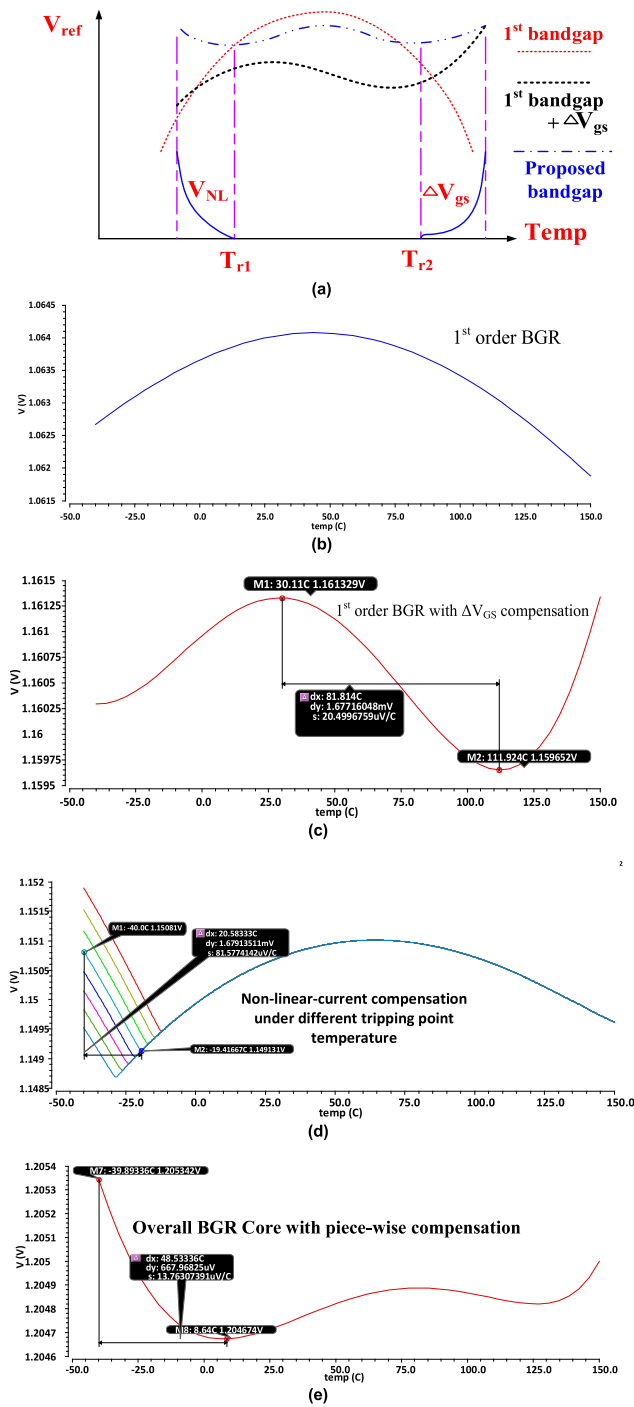 V_ref
1st bandgap
1st bandgap
+ △V_gs
Proposed
bandgap
V_NL
△V_gs
Temp
T_r1
T_r2
(a)
1.0645
1.064
1.0635
1.063
1.0625
1.062
1.0615
V (V)
1st order BGR
-50.0 0.0 25.0 50.0 75.0 100.0 125.0 150.0
temp (C)
(b)
1.1615
1.16125
1.161
1.16075
1.1605
1.16025
1.16
1.15975
1.1595
V (V)
M1: 30.11C 1.161329V
1st order BGR with ΔV_GS compensation
dx: 81.814C
dy: 1.67716048mV
s: 20.4996759uV/C
M2: 111.924C 1.159652V
-50.0 -25.0 0.0 25.0 50.0 75.0 100.0 125.0 150.0
temp (C)
(c)
2
1.152
1.1515
1.151
1.1505
1.15
1.1495
1.149
1.1485
V (V)
M1: -40.0C 1.15081V
dx: 20.58333C
dy: 1.67913511mV
s: 81.5774142uV/C
Non-linear-current compensation
under different tripping point
temperature
M2: -19.41667C 1.149131V
-50.0 -25.0 0.0 25.0 50.0 75.0 100.0 125.0 150.0
temp (C)
(d)
1.2054
1.2053
1.2052
1.2051
1.205
1.2049
1.2048
1.2047
1.2046
V (V)
M7: -39.89336C 1.205342V
Overall BGR Core with piece-wise compensation
dx: 48.53336C
dy: 667.96825uV
s: 13.76307391uV/C
M8: 8.64C 1.204674V
-50.0 -25.0 0.0 25.0 50.0 75.0 100.0 125.0 150.0
temp (C)
(e)